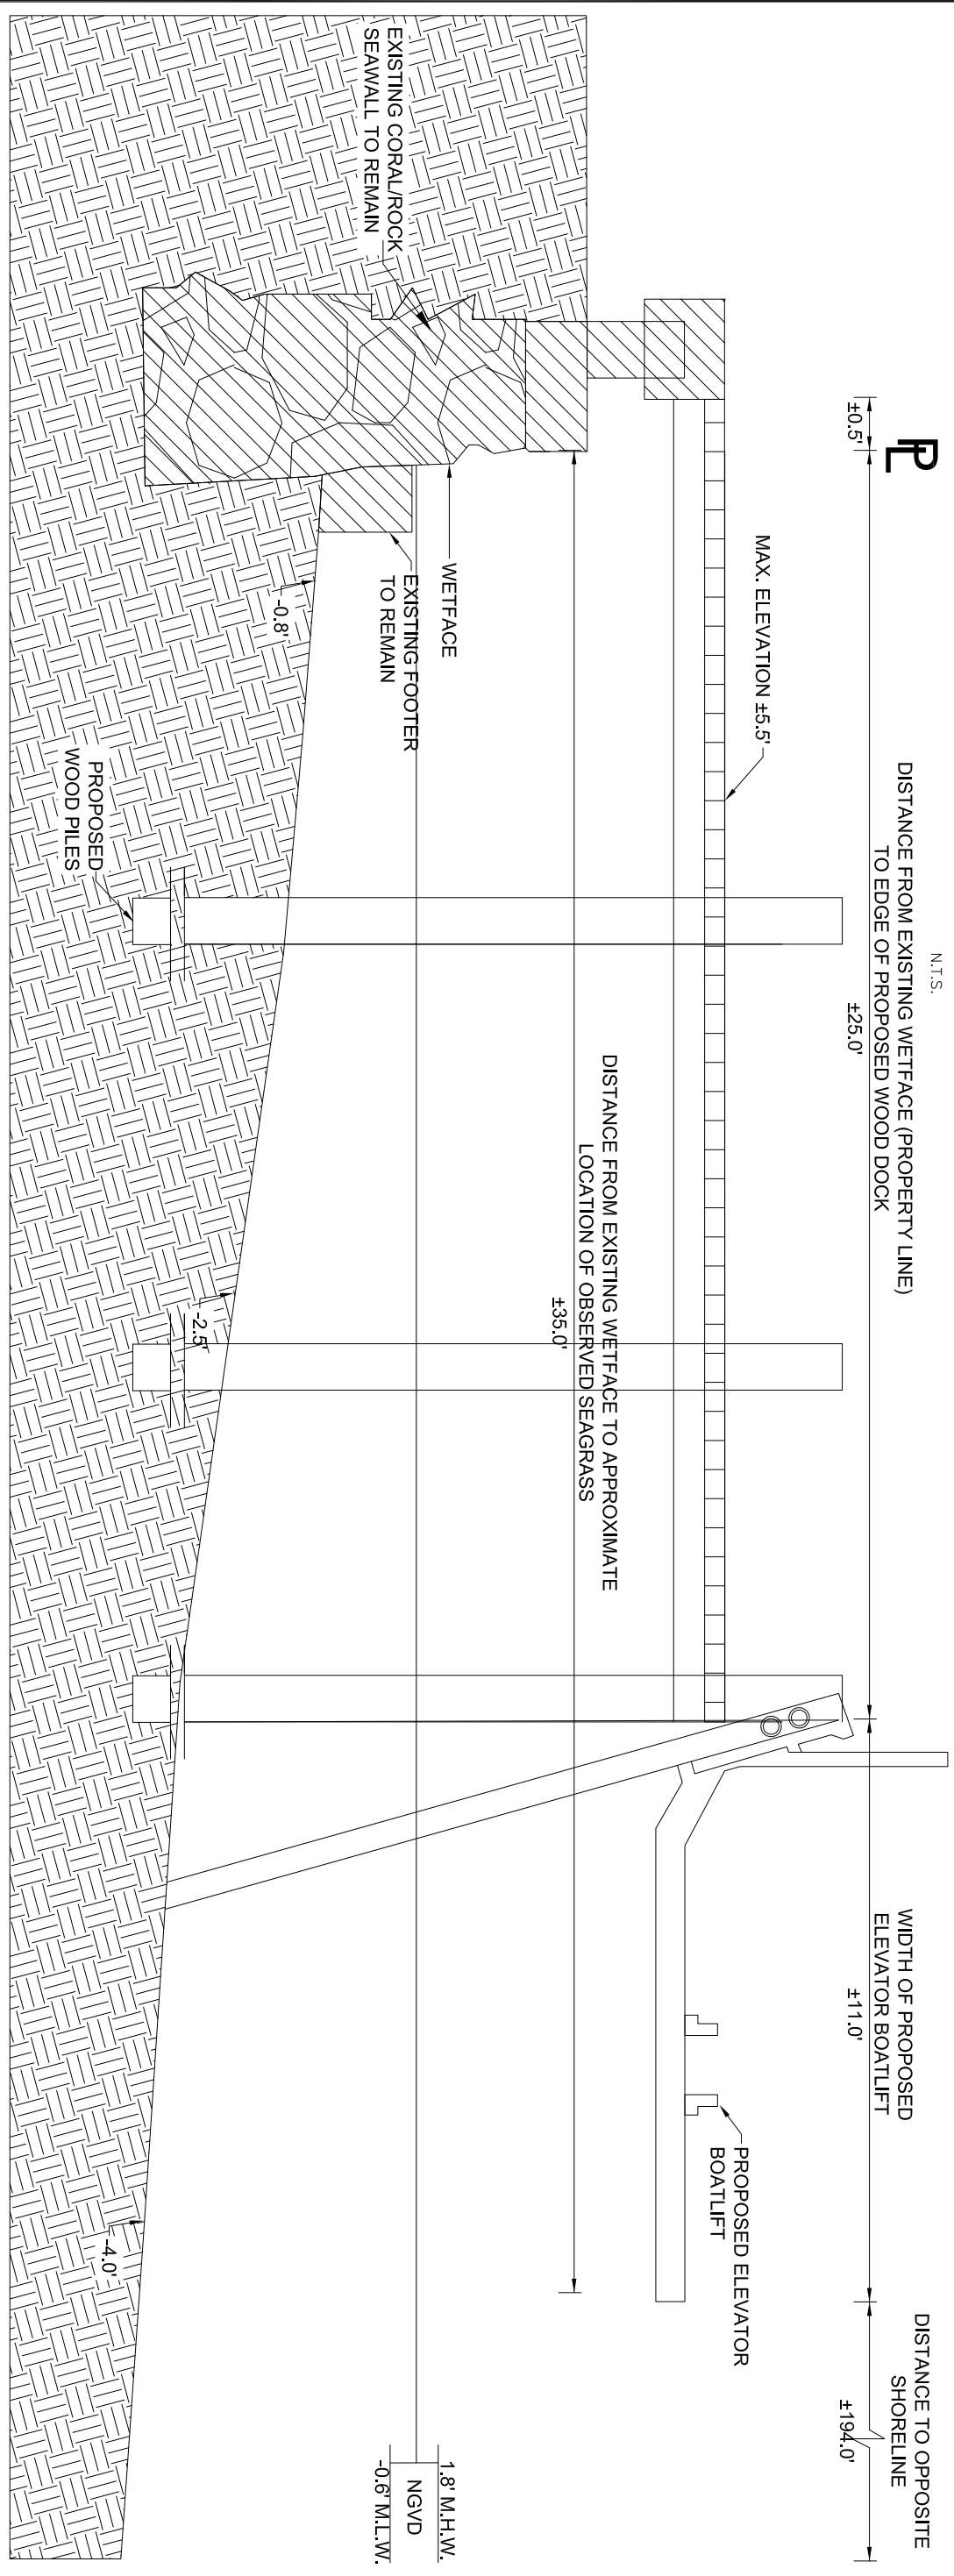 N.T.S.
PL
±0.5'
DISTANCE FROM EXISTING WETFACE (PROPERTY LINE)
TO EDGE OF PROPOSED WOOD DOCK
±25.0'
WIDTH OF PROPOSED
ELEVATOR BOATLIFT
±11.0'
DISTANCE TO OPPOSITE
SHORELINE
±194.0'
MAX. ELEVATION ±5.5'
PROPOSED ELEVATOR
BOATLIFT
DISTANCE FROM EXISTING WETFACE TO APPROXIMATE
LOCATION OF OBSERVED SEAGRASS
±35.0'
EXISTING CORAL/ROCK
SEAWALL TO REMAIN
WETFACE
EXISTING FOOTER
TO REMAIN
1.8' M.H.W.
NGVD
-0.6' M.L.W.
-0.8'
-2.5'
-4.0'
PROPOSED
WOOD PILES